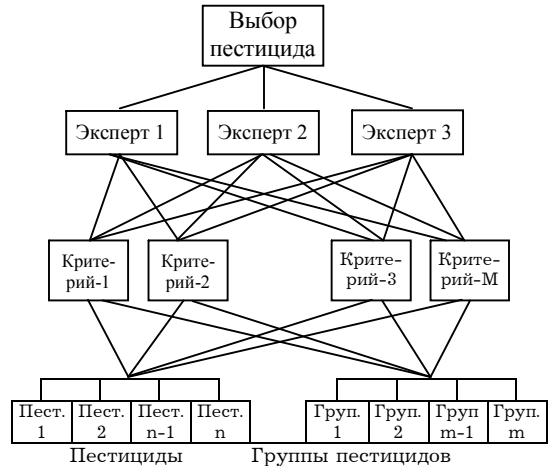 Выбор
пестицида
Эксперт 1
Эксперт 2
Эксперт 3
Крите-
рий-1
Крите-
рий-2
Крите-
рий-3
Крите-
рий-М
Пест.
1
Пест.
2
Пест.
n-1
Пест.
n
Груп.
1
Груп.
2
Груп
m-1
Груп.
m
Пестициды
Группы пестицидов